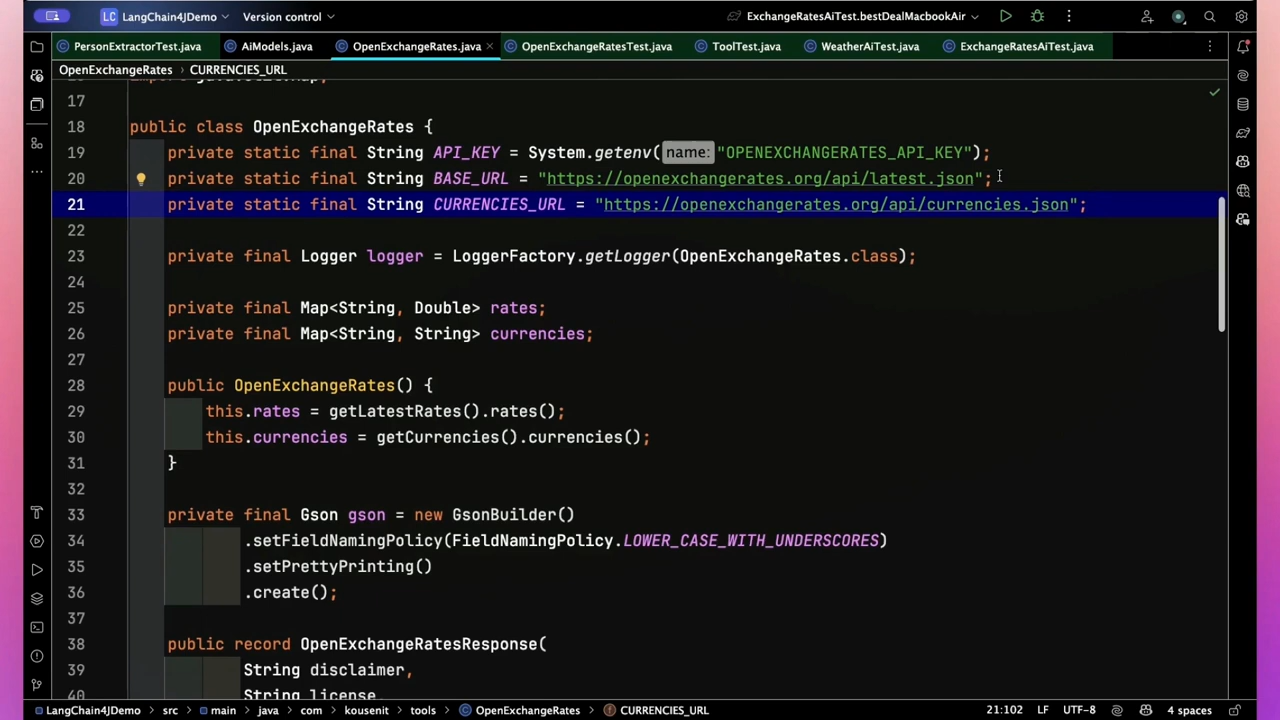 LC LangChain4JDemo Version control ExchangeRatesAiTest.bestDealMacbookAir
PersonExtractorTest.java AiModels.java OpenExchangeRates.java OpenExchangeRatesTest.java ToolTest.java WeatherAiTest.java ExchangeRatesAiTest.java
OpenExchangeRates CURRENCIES_URL
17
18 public class OpenExchangeRates {
19 private static final String API_KEY = System.getenv( name: "OPENEXCHANGERATES_API_KEY");
20 private static final String BASE_URL = "https://openexchangerates.org/api/latest.json";
21 private static final String CURRENCIES_URL = "https://openexchangerates.org/api/currencies.json";
22
23 private final Logger logger = LoggerFactory.getLogger(OpenExchangeRates.class);
24
25 private final Map<String, Double> rates;
26 private final Map<String, String> currencies;
27
28 public OpenExchangeRates() {
29 this.rates = getLatestRates().rates();
30 this.currencies = getCurrencies().currencies();
31 }
32
33 private final Gson gson = new GsonBuilder()
34 .setFieldNamingPolicy(FieldNamingPolicy.LOWER_CASE_WITH_UNDERSCORES)
35 .setPrettyPrinting()
36 .create();
37
38 public record OpenExchangeRatesResponse(
39 String disclaimer,
40 String license,
LangChain4JDemo src main java com kousenit tools OpenExchangeRates CURRENCIES_URL 21:102 LF UTF-8 4 spaces